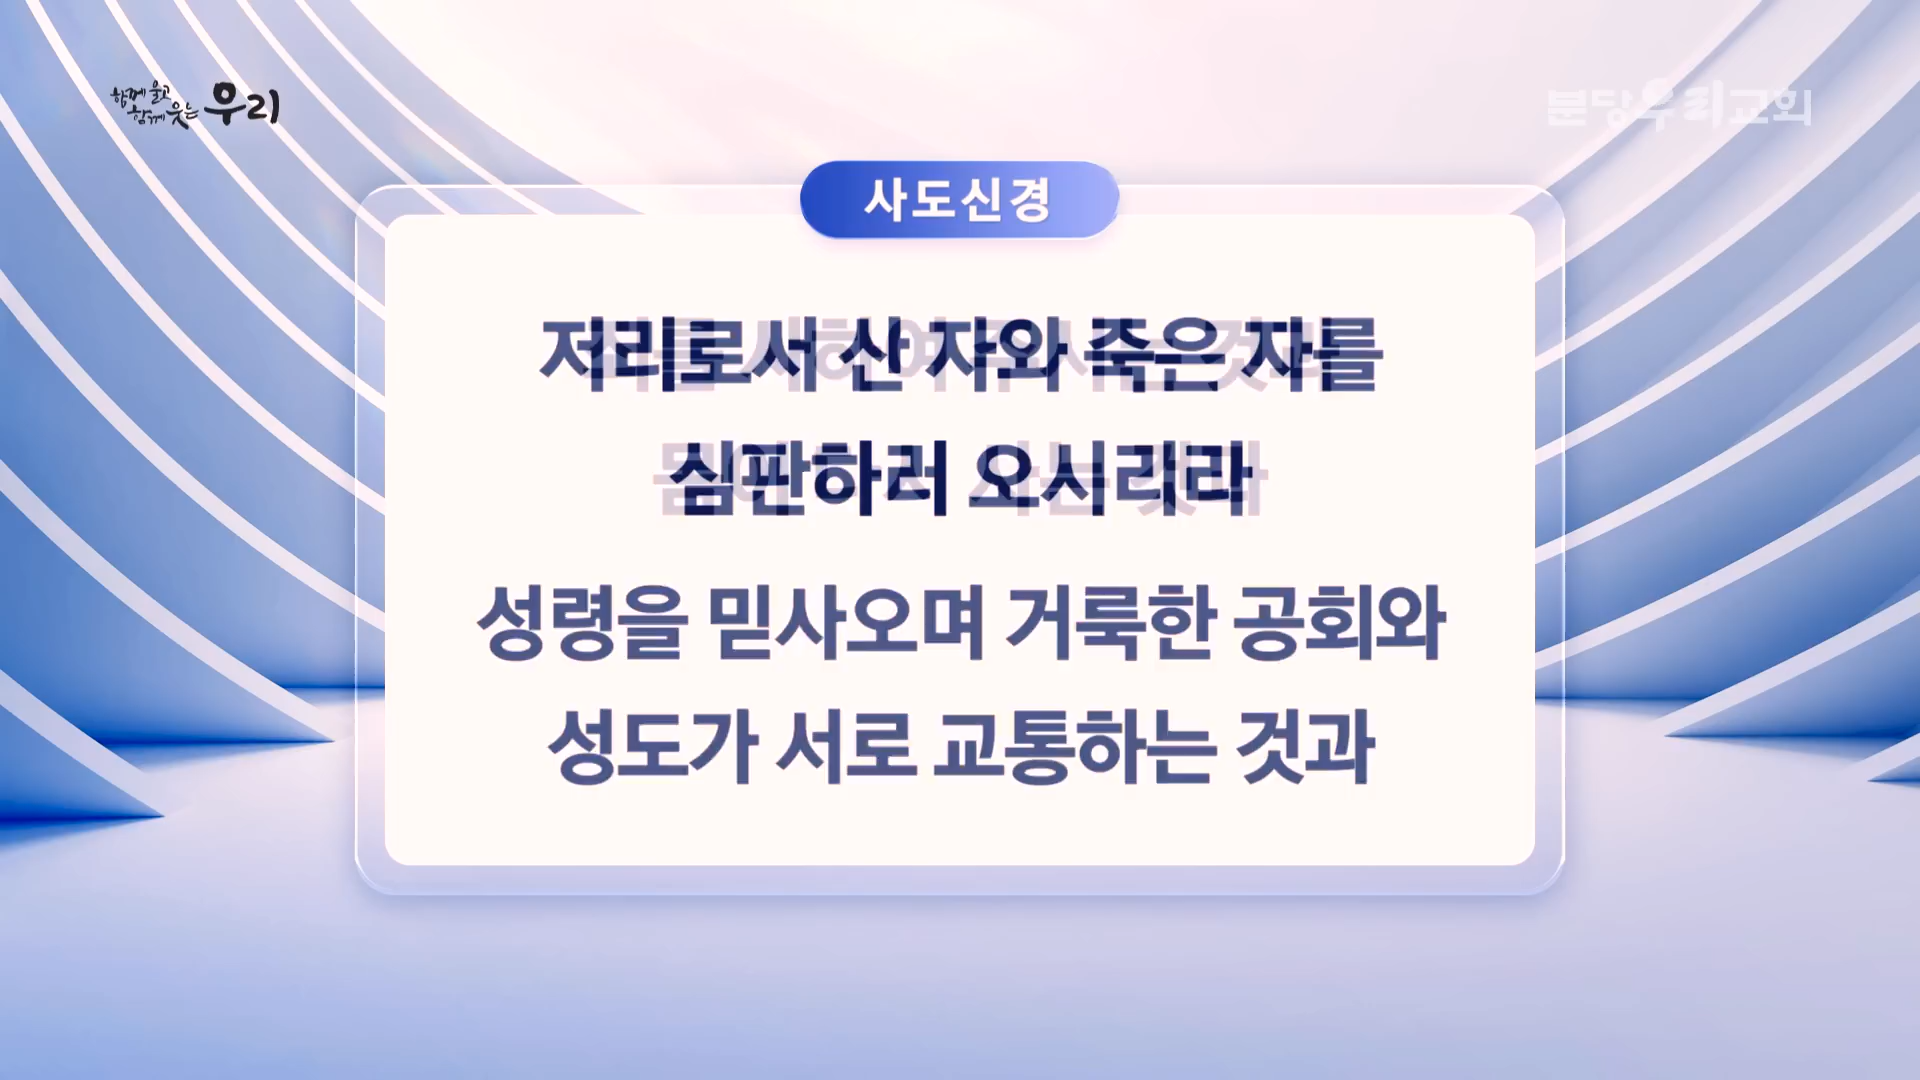 함께 울고
함께 웃는 우리
분당우리교회
사도신경
저리로서 산 자와 죽은 자를
심판하러 오시리라
성령을 믿사오며 거룩한 공회와
성도가 서로 교통하는 것과